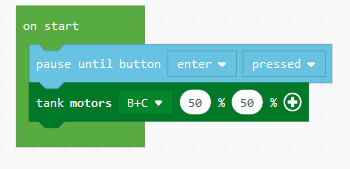 on start
pause until button enter pressed
tank motors B+C 50 % 50 %